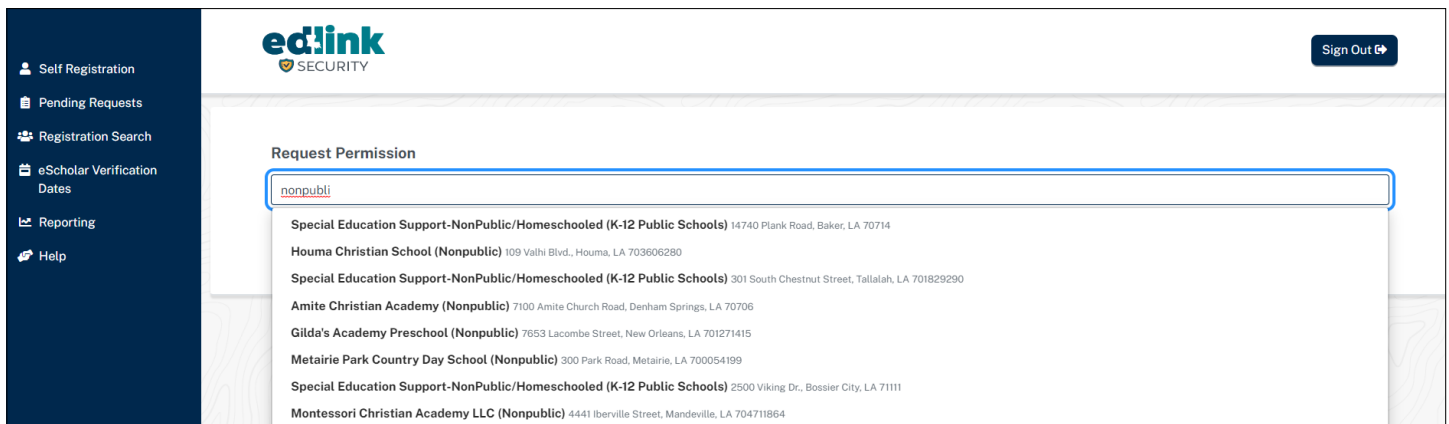 Self Registration
Pending Requests
Registration Search
eScholar Verification
Dates
Reporting
Help
ed:link
SECURITY
Sign Out
Request Permission
nonpubli
Special Education Support-NonPublic/Homeschooled (K-12 Public Schools) 14740 Plank Road, Baker, LA 70714
Houma Christian School (Nonpublic) 109 Valhi Blvd., Houma, LA 703606280
Special Education Support-NonPublic/Homeschooled (K-12 Public Schools) 301 South Chestnut Street, Tallalah, LA 701829290
Amite Christian Academy (Nonpublic) 7100 Amite Church Road, Denham Springs, LA 70706
Gilda's Academy Preschool (Nonpublic) 7653 Lacombe Street, New Orleans, LA 701271415
Metairie Park Country Day School (Nonpublic) 300 Park Road, Metairie, LA 700054199
Special Education Support-NonPublic/Homeschooled (K-12 Public Schools) 2500 Viking Dr., Bossier City, LA 71111
Montessori Christian Academy LLC (Nonpublic) 4441 Iberville Street, Mandeville, LA 704711864